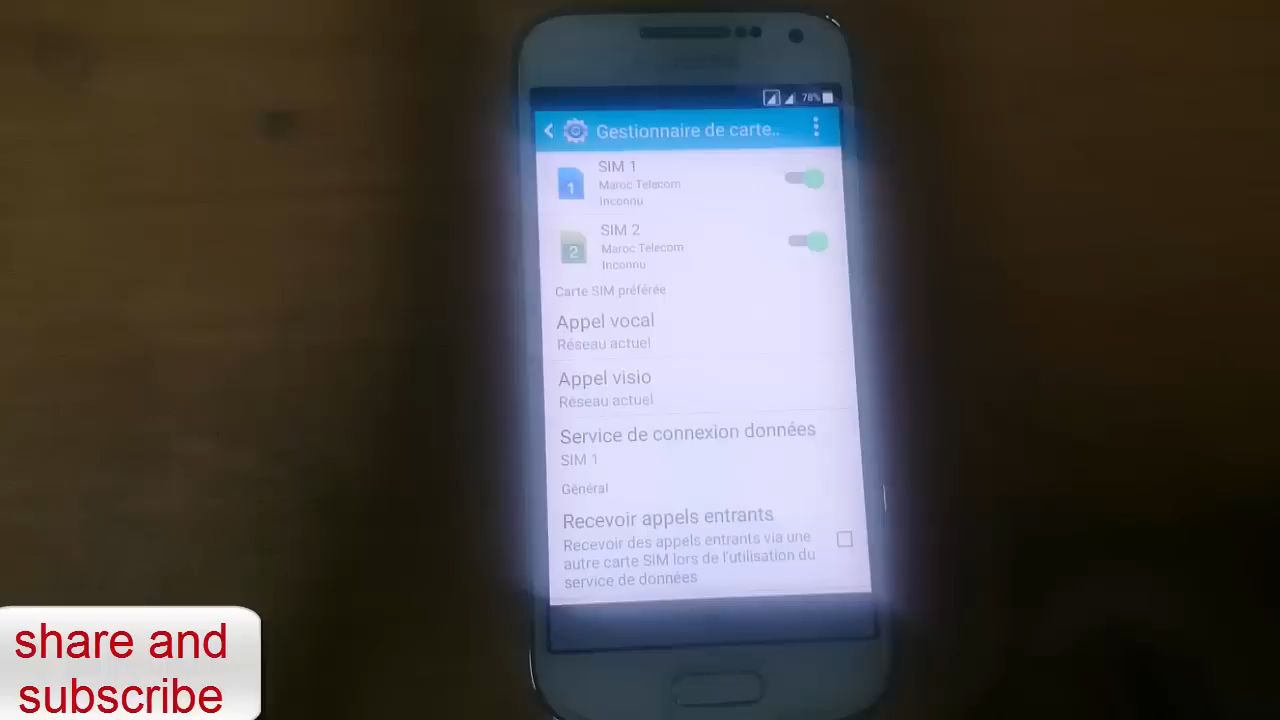 78%
Gestionnaire de carte..
SIM 1
Maroc Telecom
Inconnu
1
SIM 2
Maroc Telecom
Inconnu
2
Carte SIM préférée
Appel vocal
Réseau actuel
Appel visio
Réseau actuel
Service de connexion données
SIM 1
Général
Recevoir appels entrants
Recevoir des appels entrants via une
autre carte SIM lors de l'utilisation du
service de données
share and
subscribe